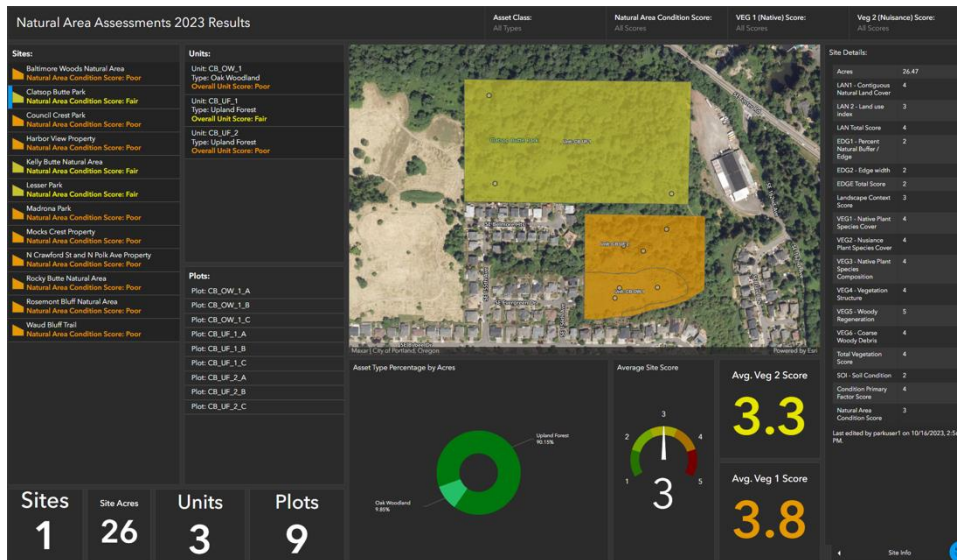 Natural Area Assessments 2023 Results
Asset Class:
All Types
Natural Area Condition Score:
All Scores
VEG 1 (Native) Score:
All Scores
Veg 2 (Nuisance) Score:
All Scores
Sites:
Baltimore Woods Natural Area
Natural Area Condition Score: Poor
Clatsop Butte Park
Natural Area Condition Score: Fair
Council Crest Park
Natural Area Condition Score: Poor
Harbor View Property
Natural Area Condition Score: Poor
Kelly Butte Natural Area
Natural Area Condition Score: Fair
Lesser Park
Natural Area Condition Score: Fair
Madrona Park
Natural Area Condition Score: Poor
Mocks Crest Property
Natural Area Condition Score: Poor
N Crawford St and N Polk Ave Property
Natural Area Condition Score: Poor
Rocky Butte Natural Area
Natural Area Condition Score: Poor
Rosemont Bluff Natural Area
Natural Area Condition Score: Poor
Waud Bluff Trail
Natural Area Condition Score: Poor
Units:
Unit: CB_OW_1
Type: Oak Woodland
Overall Unit Score: Poor
Unit: CB_UF_1
Type: Upland Forest
Overall Unit Score: Fair
Unit: CB_UF_2
Type: Upland Forest
Overall Unit Score: Poor
Plots:
Plot: CB_OW_1_A
Plot: CB_OW_1_B
Plot: CB_OW_1_C
Plot: CB_UF_1_A
Plot: CB_UF_1_B
Plot: CB_UF_1_C
Plot: CB_UF_2_A
Plot: CB_UF_2_B
Plot: CB_UF_2_C
Clatsop Butte Park
Maxar | City of Portland, Oregon
Powered by Esri
Asset Type Percentage by Acres
Upland Forest
90.15%
Oak Woodland
9.85%
Average Site Score
1
2
3
4
5
3
Avg. Veg 2 Score
3.3
Avg. Veg 1 Score
3.8
Site Details:
Acres 26.47
LAN1 - Contiguous Natural Land Cover 4
LAN 2 - Land use index 3
LAN Total Score 4
EDG1 - Percent Natural Buffer / Edge 2
EDG2 - Edge width 2
EDGE Total Score 2
Landscape Context Score 3
VEG1 - Native Plant Species Cover 4
VEG2 - Nusiance Plant Species Cover 4
VEG3 - Native Plant Species Composition 4
VEG4 - Vegetation Structure 4
VEG5 - Woody Regeneration 5
VEG6 - Coarse Woody Debris 4
Total Vegetation Score 4
SOI - Soil Condition 2
Condition Primary Factor Score 4
Natural Area Condition Score 3
Last edited by parkuser1 on 10/16/2023, PM.
Site Info
Sites
1
Site Acres
26
Units
3
Plots
9